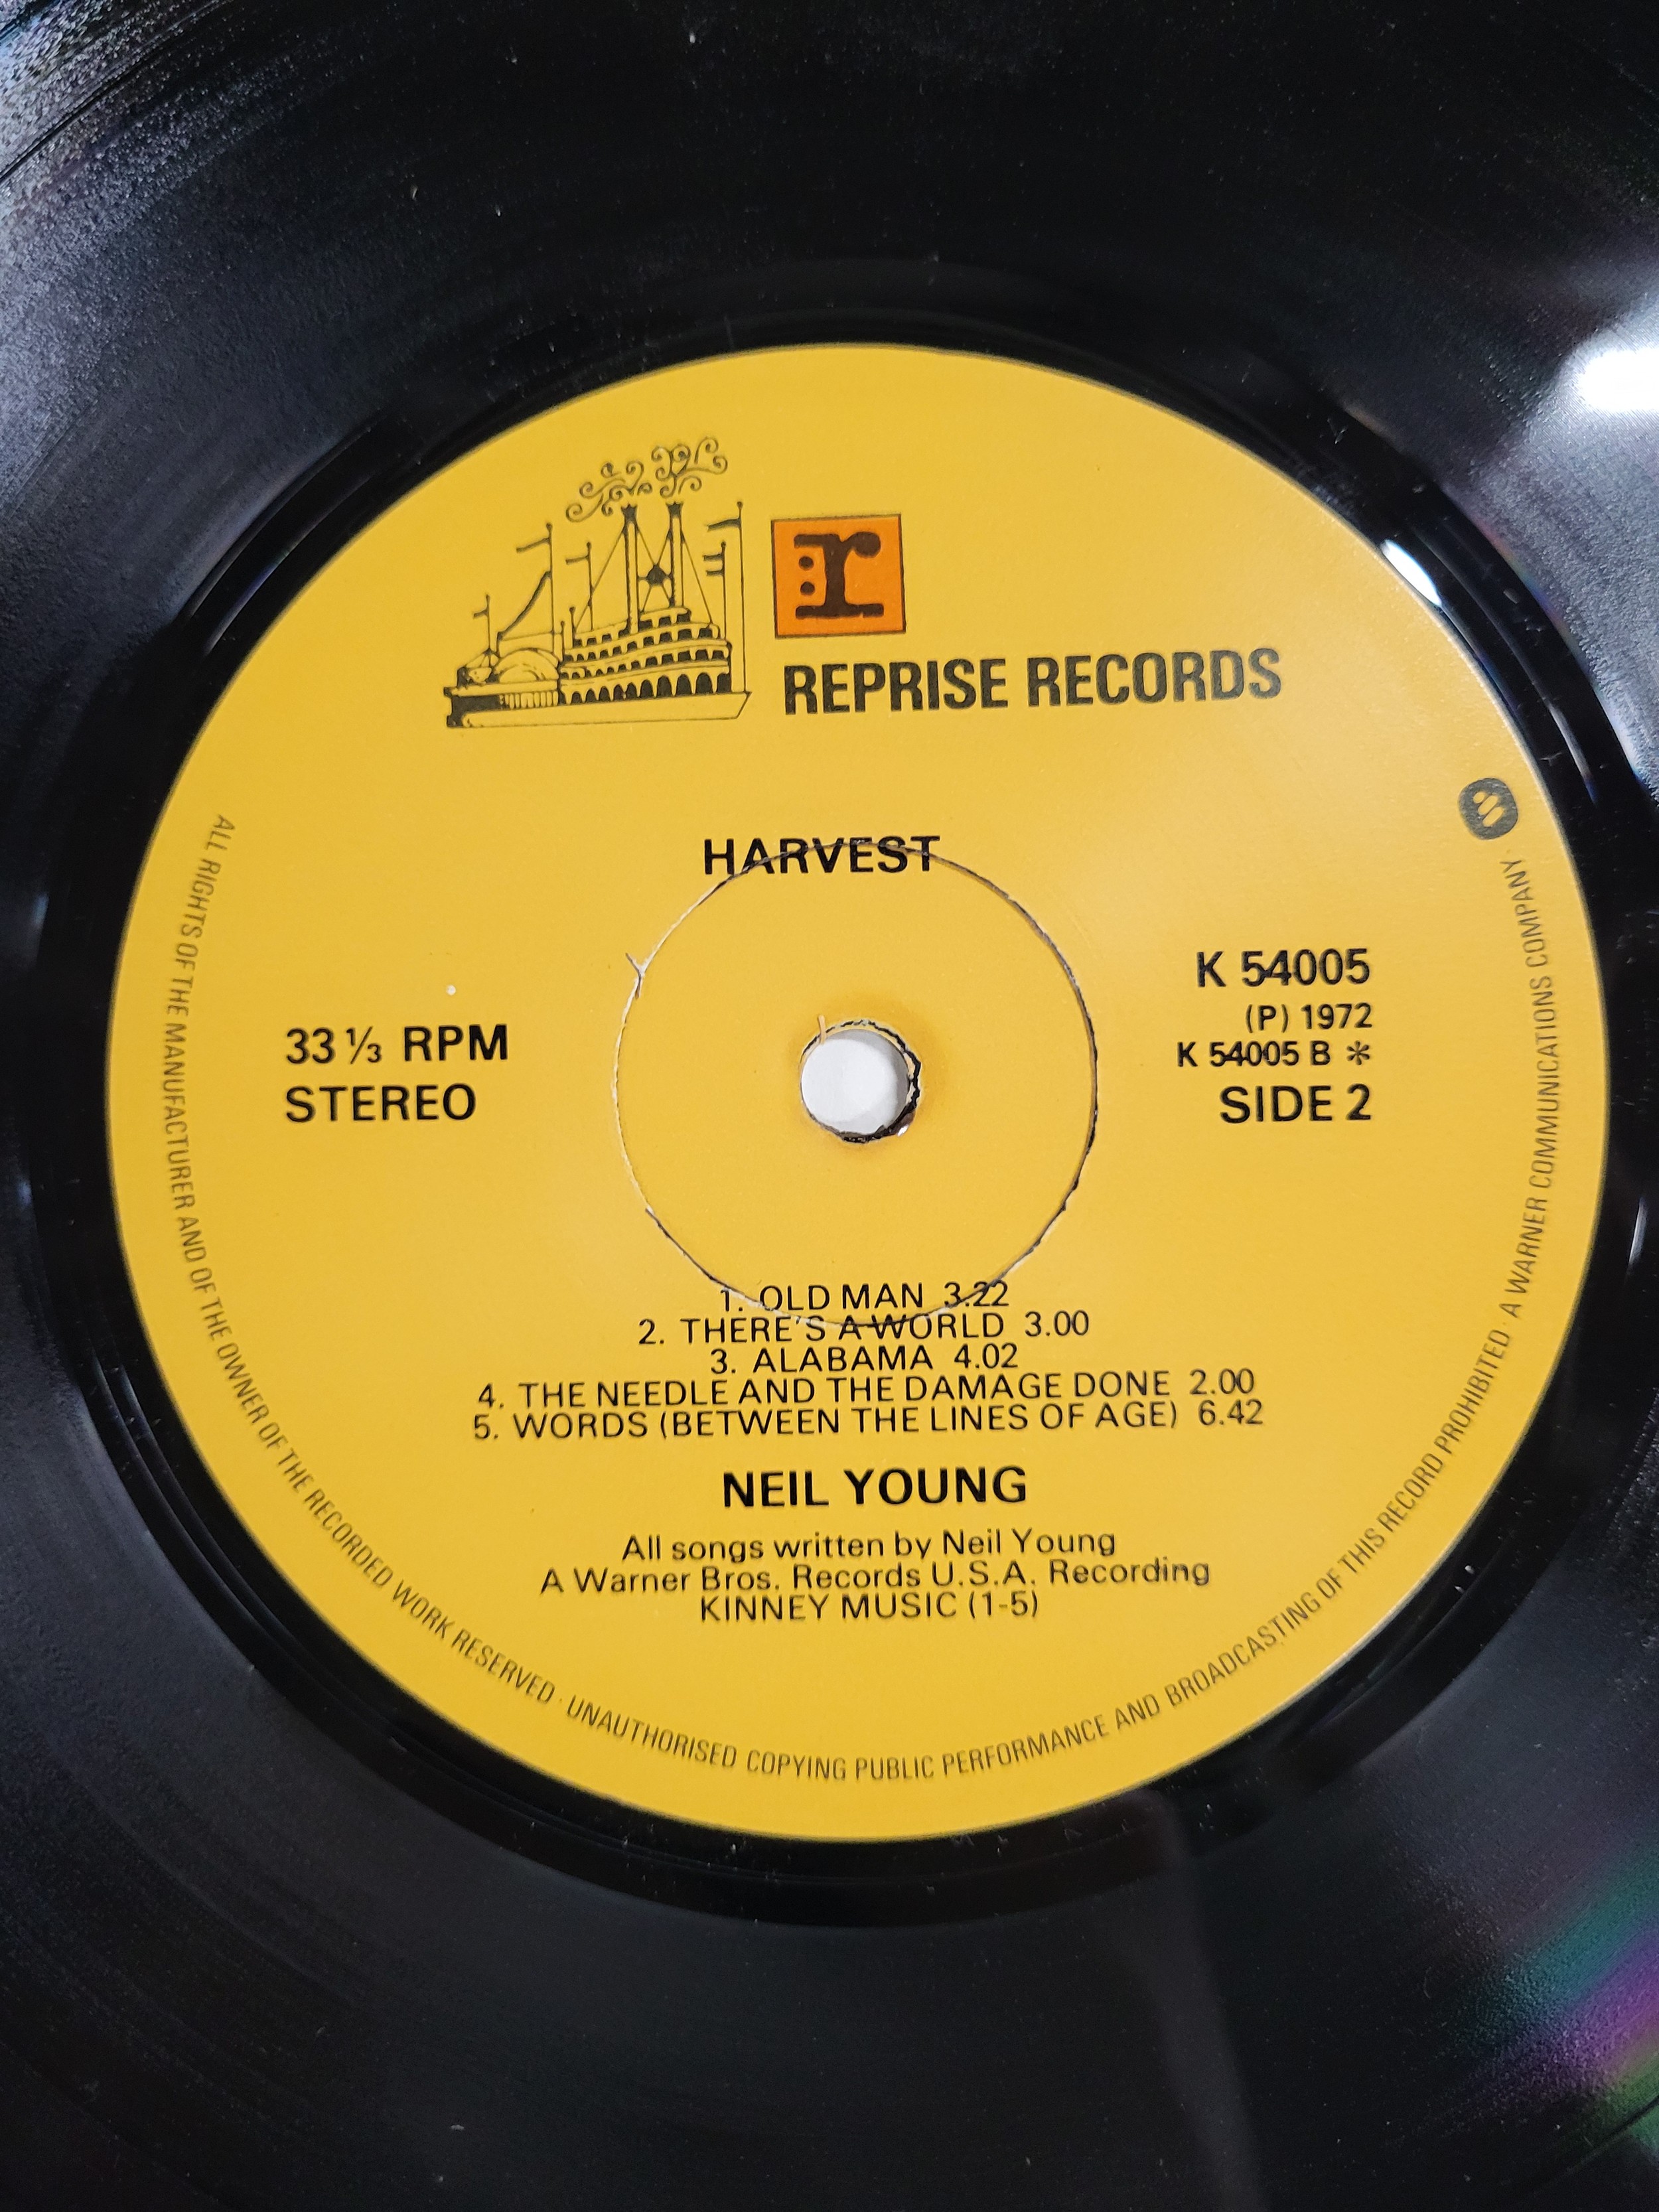 r
REPRISE RECORDS
HARVEST
33⅓ RPM
STEREO
K 54005
(P) 1972
K 54005 B *
SIDE 2
1. OLD MAN 3.22
2. THERE'S A WORLD 3.00
3. ALABAMA 4.02
4. THE NEEDLE AND THE DAMAGE DONE 2.00
5. WORDS (BETWEEN THE LINES OF AGE) 6.42
NEIL YOUNG
All songs written by Neil Young
A Warner Bros. Records U.S.A. Recording
KINNEY MUSIC (1-5)
ALL RIGHTS OF THE MANUFACTURER AND OF THE OWNER OF THE RECORDED WORK RESERVED · UNAUTHORISED COPYING PUBLIC PERFORMANCE AND BROADCASTING OF THIS RECORD PROHIBITED · A WARNER COMMUNICATIONS COMPANY ·